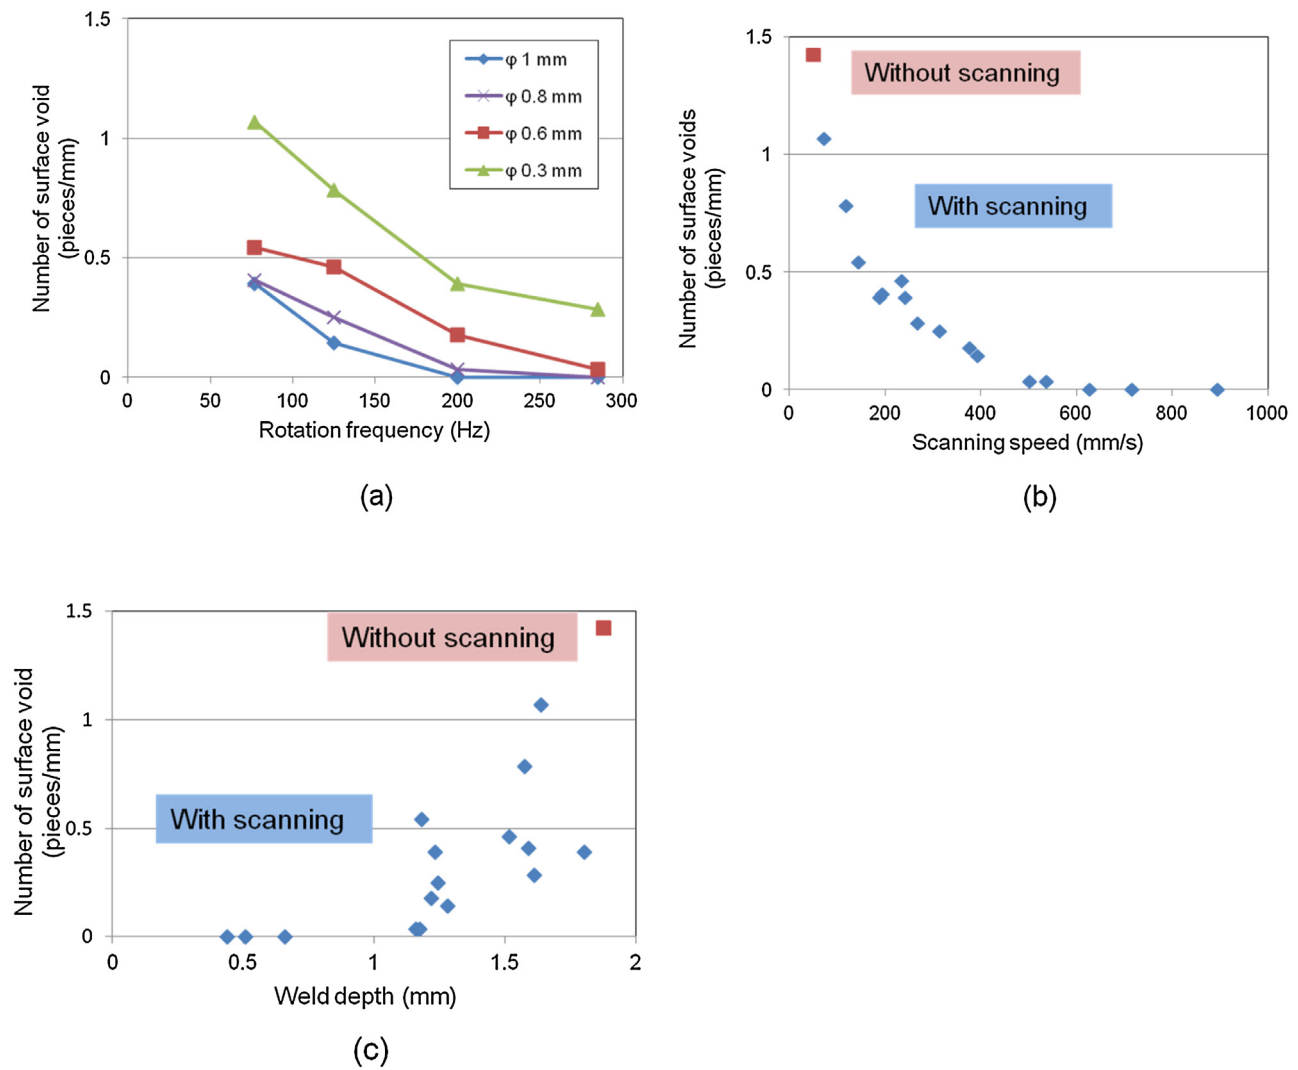 1.5
1
0.5
0
Number of surface void
(pieces/mm)
φ 1 mm
φ 0.8 mm
φ 0.6 mm
φ 0.3 mm
0 50 100 150 200 250 300
Rotation frequency (Hz)
(a)
1.5
1
0.5
0
Number of surface voids
(pieces/mm)
Without scanning
With scanning
0 200 400 600 800 1000
Scanning speed (mm/s)
(b)
1.5
1
0.5
0
Number of surface void
(pieces/mm)
Without scanning
With scanning
0 0.5 1 1.5 2
Weld depth (mm)
(c)